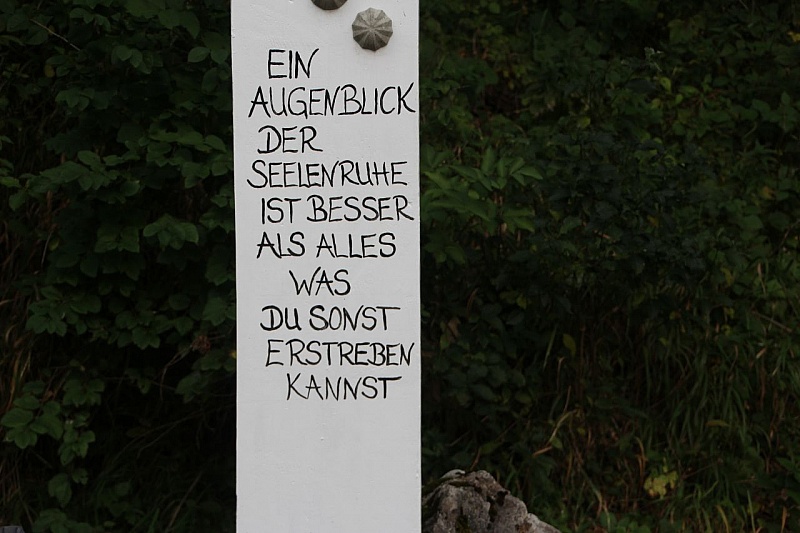 EIN
AUGENBLICK
DER
SEELENRUHE
IST BESSER
ALS ALLES
WAS
DU SONST
ERSTREBEN
KANNST